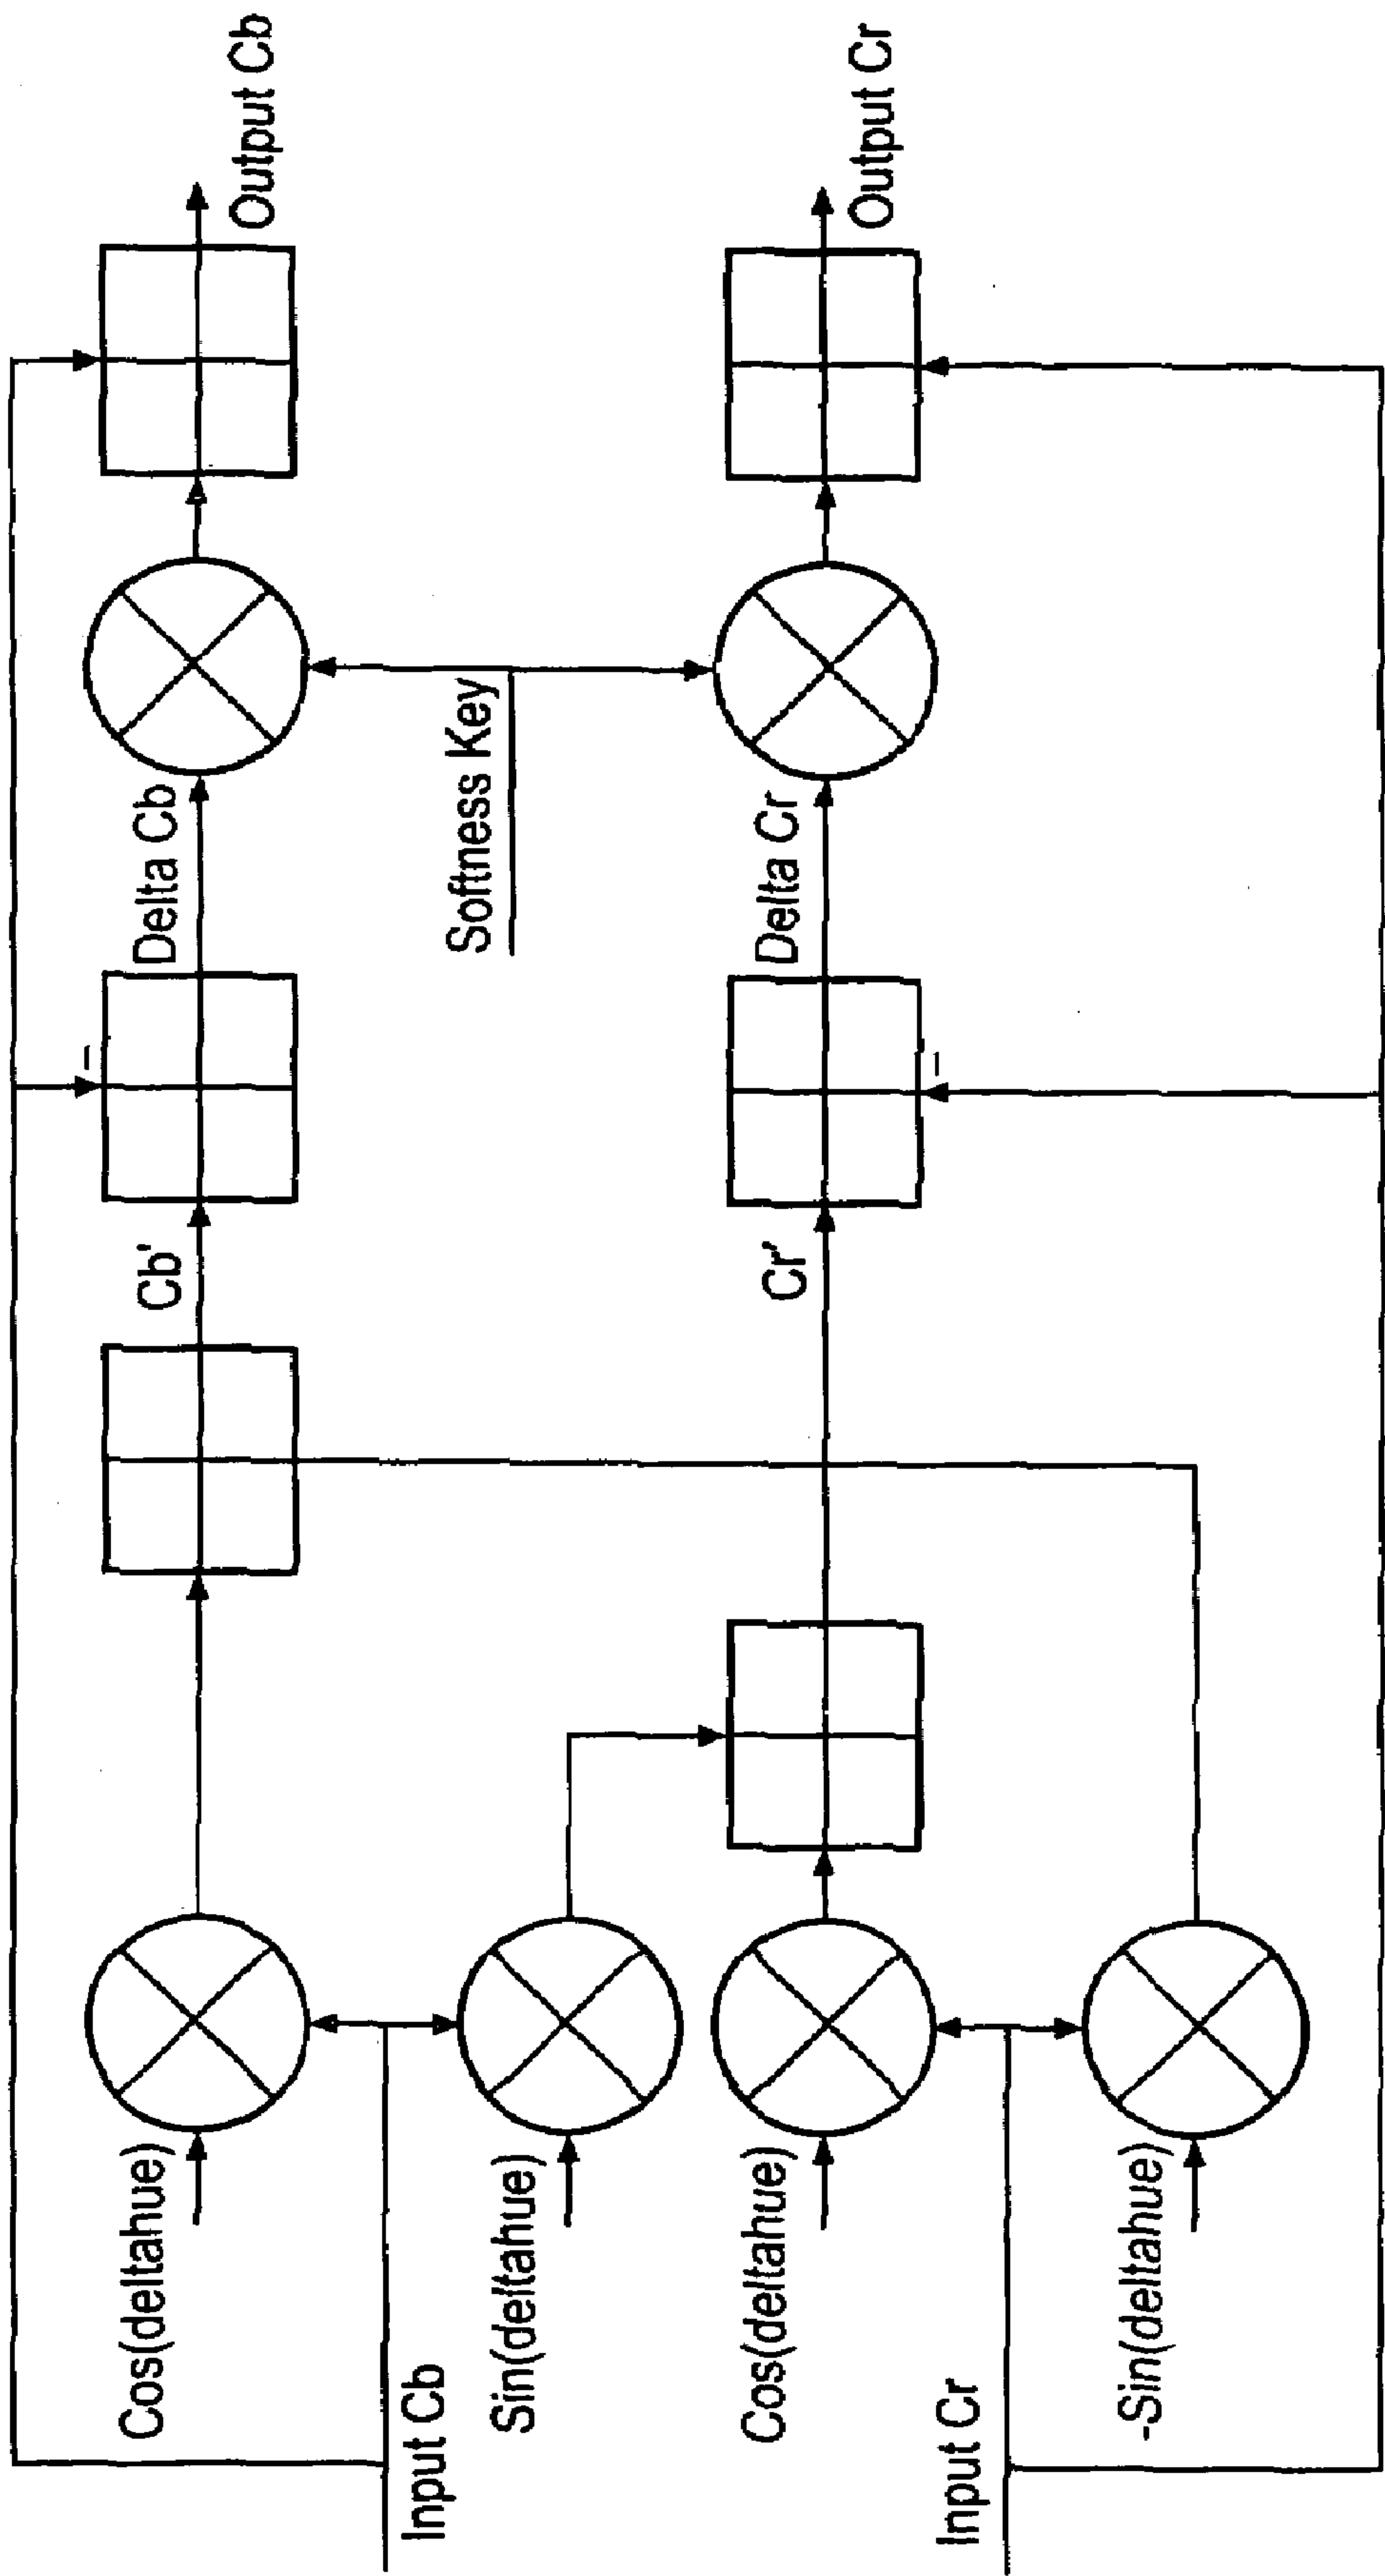 Cos(deltahue)
Input Cb
Sin(deltahue)
Cos(deltahue)
Input Cr
-Sin(deltahue)
Cb'
Cr'
–
Delta Cb
–
Delta Cr
Softness Key
Output Cb
Output Cr